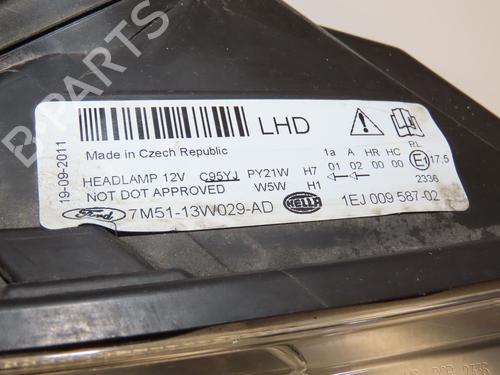 B-PARTS
19-09-2011
LHD
Made in Czech Republic
HEADLAMP 12V C95YJ PY21W H7
NOT DOT APPROVED W5W H1
1a A HR HC R.L.
01 02 00 00 E1 17,5
2336
Ford 7M51-13W029-AD HELLA 1EJ 009 587-02